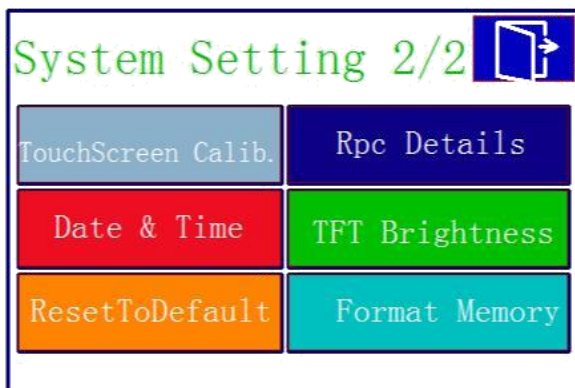 System Setting 2/2
TouchScreen Calib.
Rpc Details
Date & Time
TFT Brightness
ResetToDefault
Format Memory